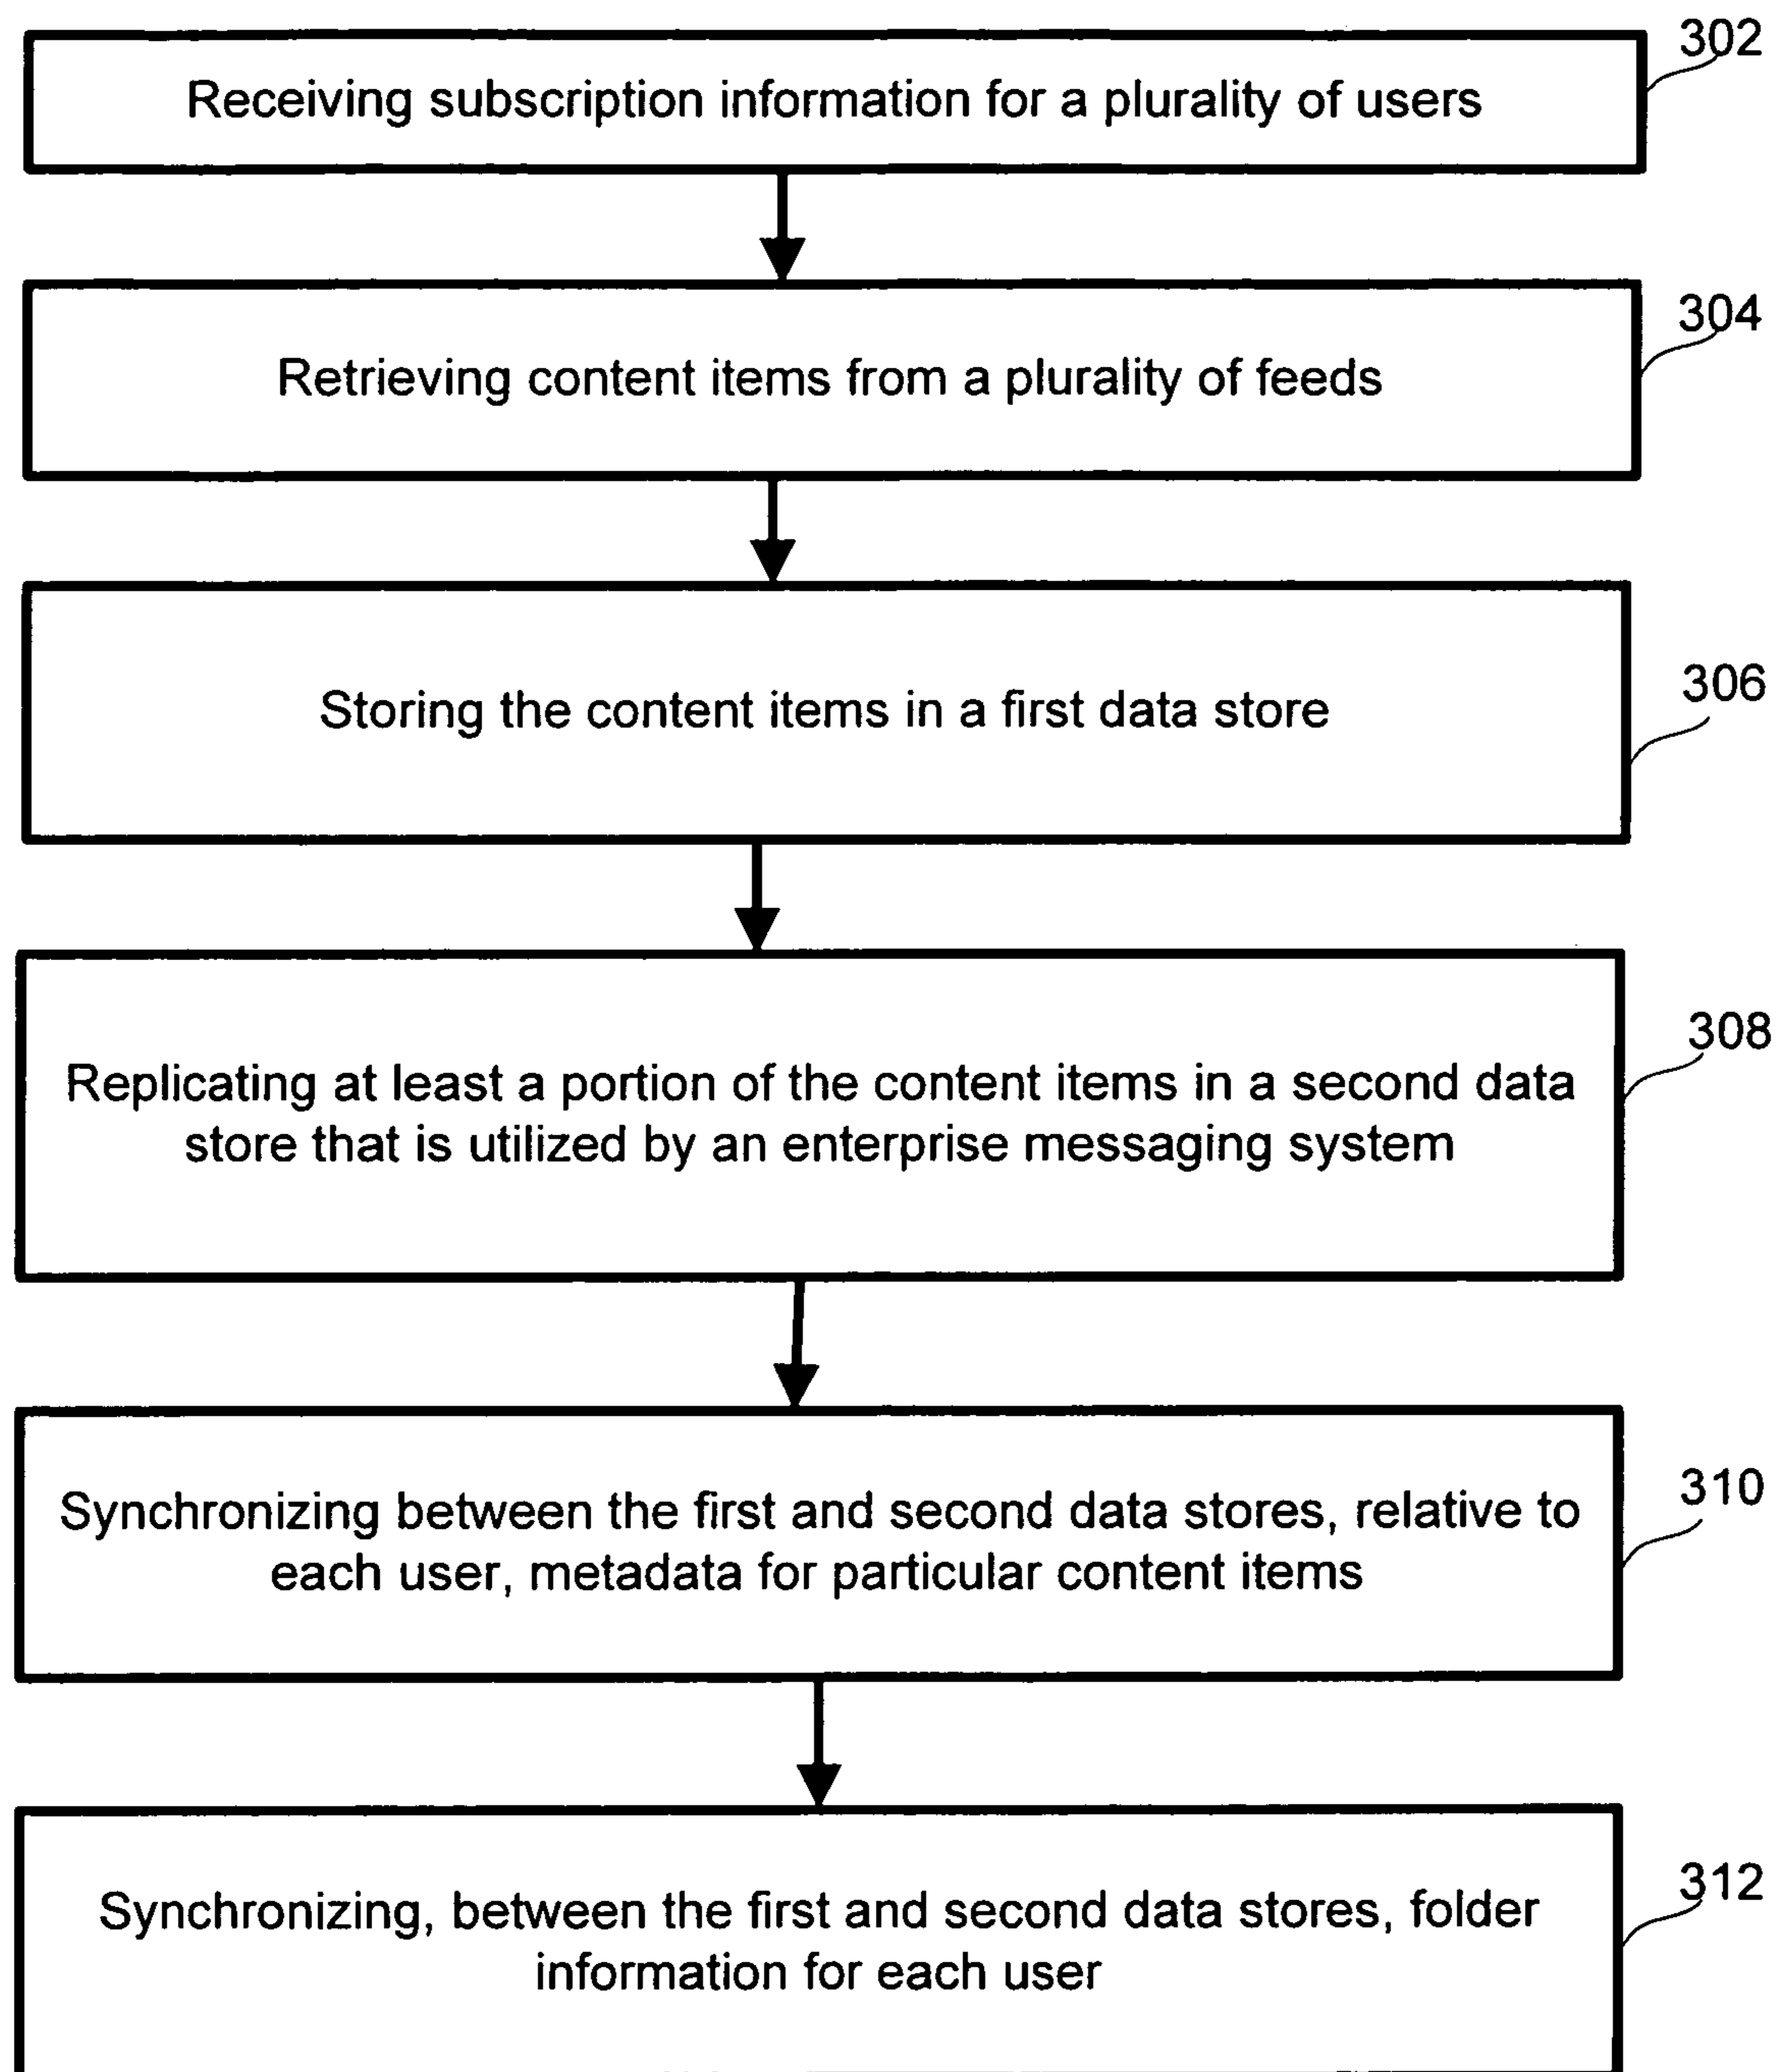 302
Receiving subscription information for a plurality of users
304
Retrieving content items from a plurality of feeds
306
Storing the content items in a first data store
308
Replicating at least a portion of the content items in a second data
store that is utilized by an enterprise messaging system
310
Synchronizing between the first and second data stores, relative to
each user, metadata for particular content items
312
Synchronizing, between the first and second data stores, folder
information for each user